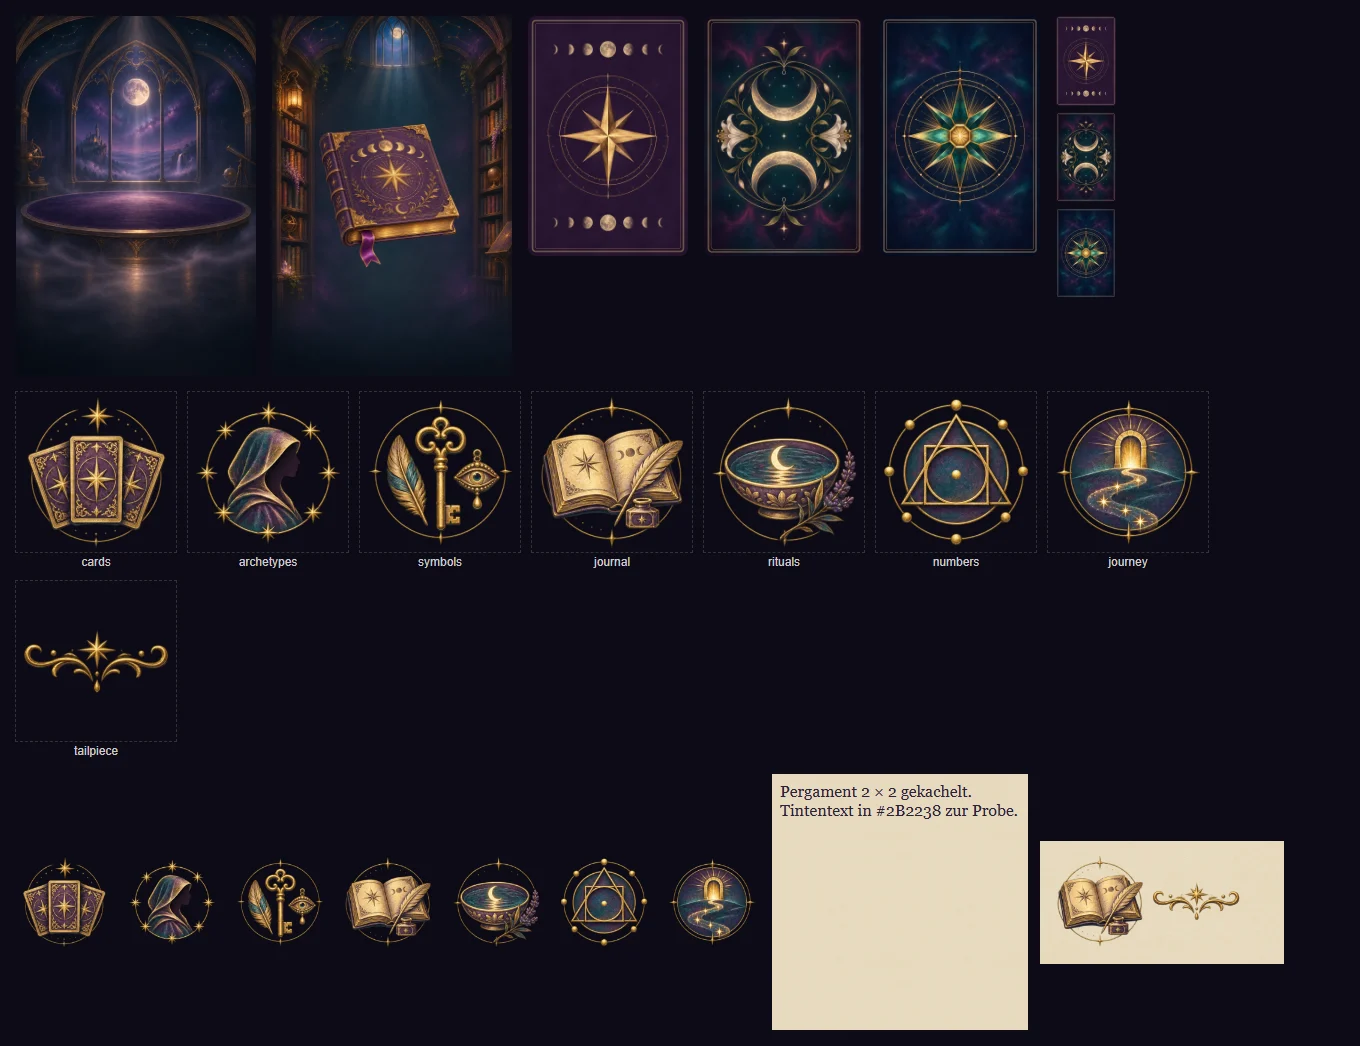 cards
archetypes
symbols
journal
rituals
numbers
journey
tailpiece
Pergament 2 × 2 gekachelt.
Tintentext in #2B2238 zur Probe.